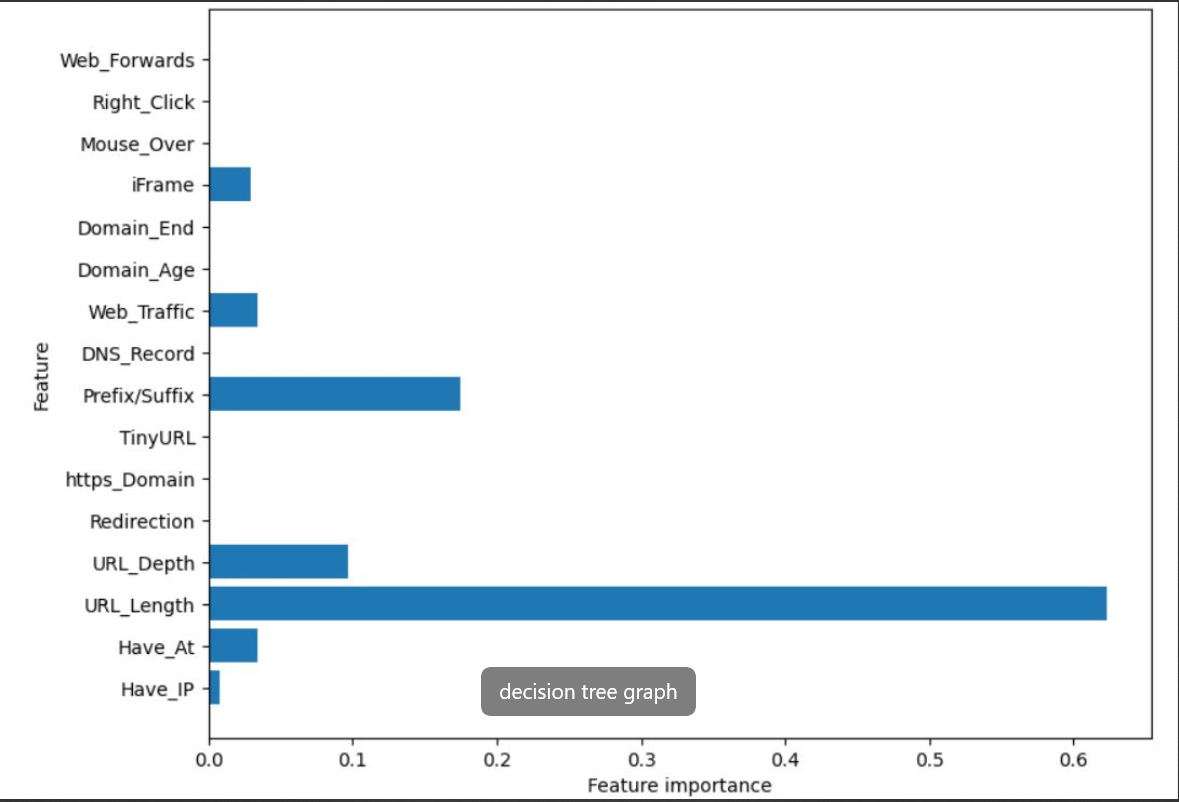 Web_Forwards
Right_Click
Mouse_Over
iFrame
Domain_End
Domain_Age
Web_Traffic
DNS_Record
Prefix/Suffix
TinyURL
https_Domain
Redirection
URL_Depth
URL_Length
Have_At
Have_IP
Feature
decision tree graph
0.0 0.1 0.2 0.3 0.4 0.5 0.6
Feature importance